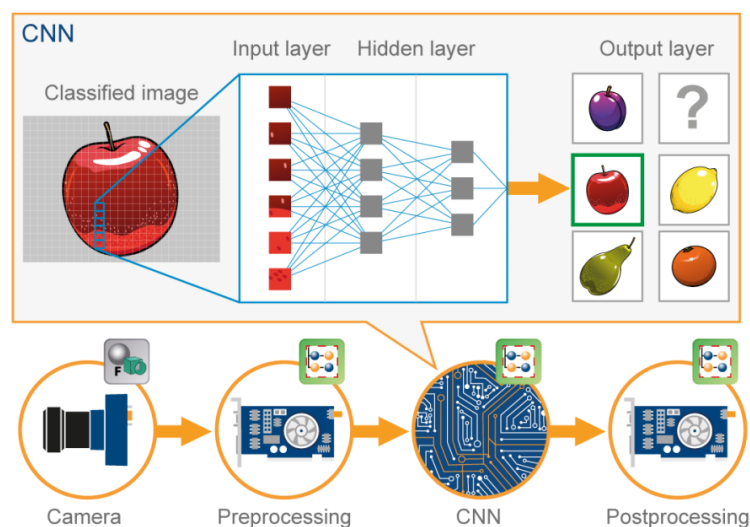 CNN
Input layer
Hidden layer
Output layer
Classified image
?
F
Camera
Preprocessing
CNN
Postprocessing